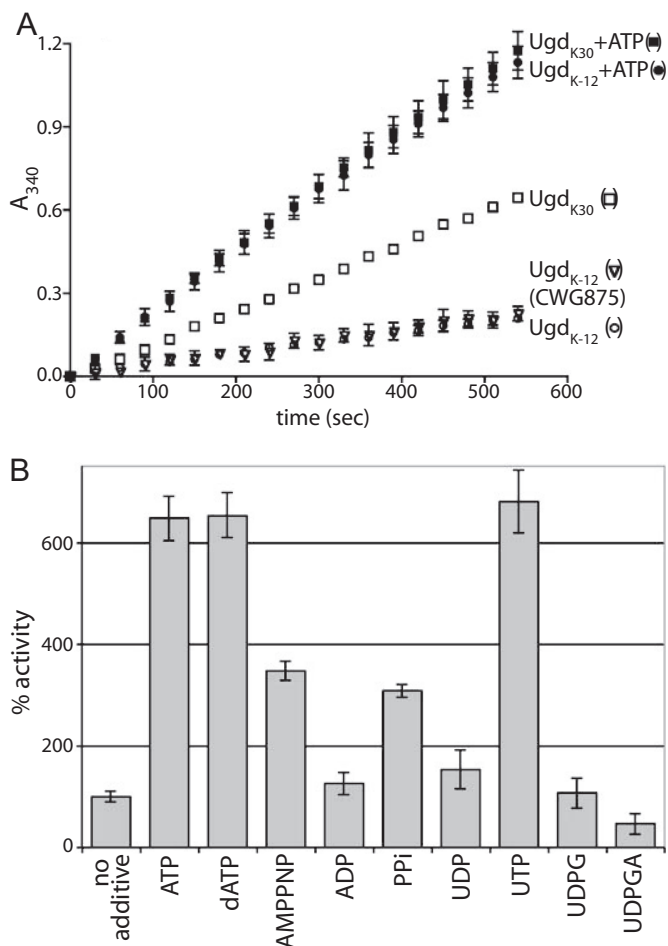 A
1.2
0.9
0.6
0.3
0.0
A340
0 100 200 300 400 500 600
time (sec)
UgdK30+ATP(■)
UgdK-12+ATP(●)
UgdK30 (□)
UgdK-12 (▽)
(CWG875)
UgdK-12 (○)
B
600
400
200
0
% activity
no additive
ATP
dATP
AMPPNP
ADP
PPi
UDP
UTP
UDPG
UDPGA